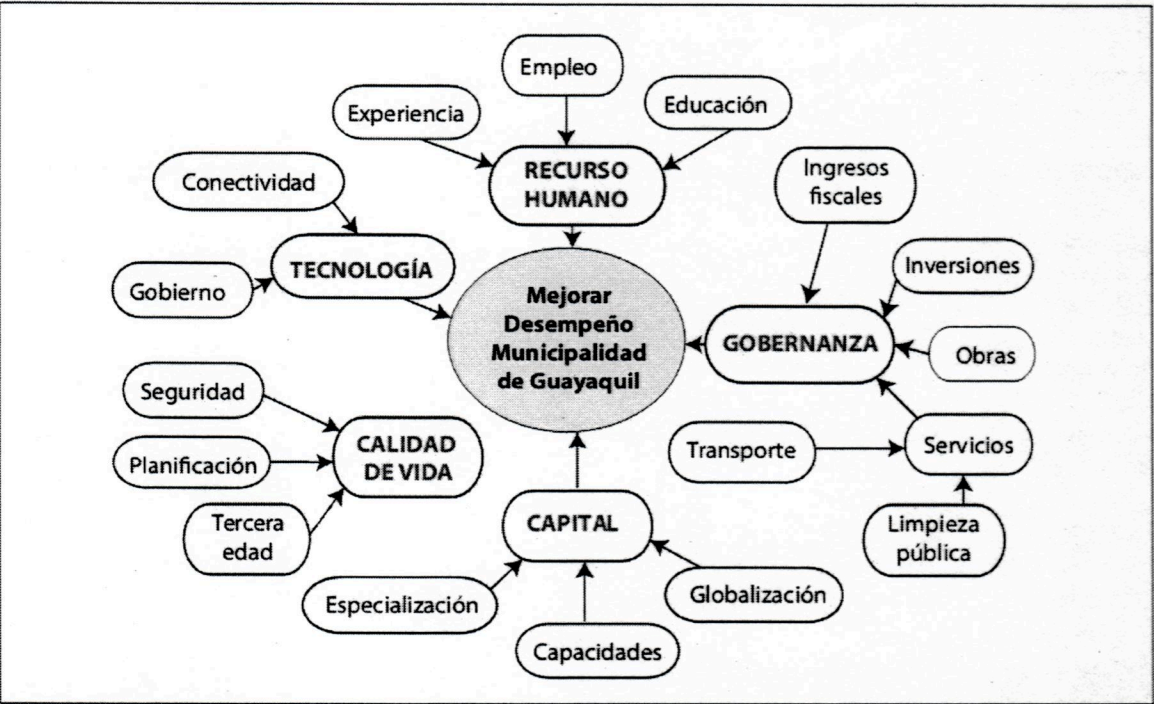 Empleo
Experiencia
Educación
RECURSO
HUMANO
Conectividad
Ingresos
fiscales
TECNOLOGÍA
Gobierno
Inversiones
Mejorar
Desempeño
Municipalidad
de Guayaquil
GOBERNANZA
Obras
Seguridad
CALIDAD
DE VIDA
Planificación
Transporte
Servicios
Tercera
edad
CAPITAL
Limpieza
pública
Especialización
Globalización
Capacidades